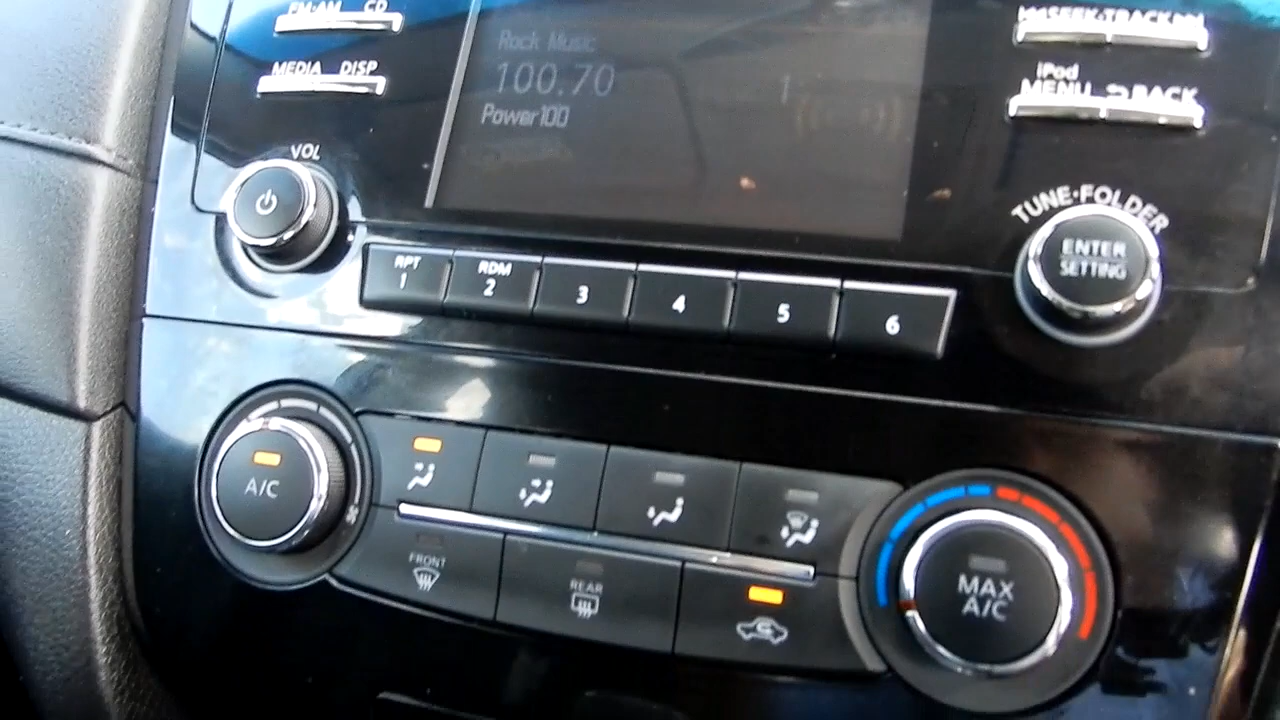 FM·AM CD
MEDIA DISP
VOL
Rock Music
100.70
1
Power100
SEEK·TRACK
iPod
MENU BACK
TUNE·FOLDER
ENTER
SETTING
RPT
1
RDM
2
3
4
5
6
A/C
FRONT
REAR
MAX
A/C